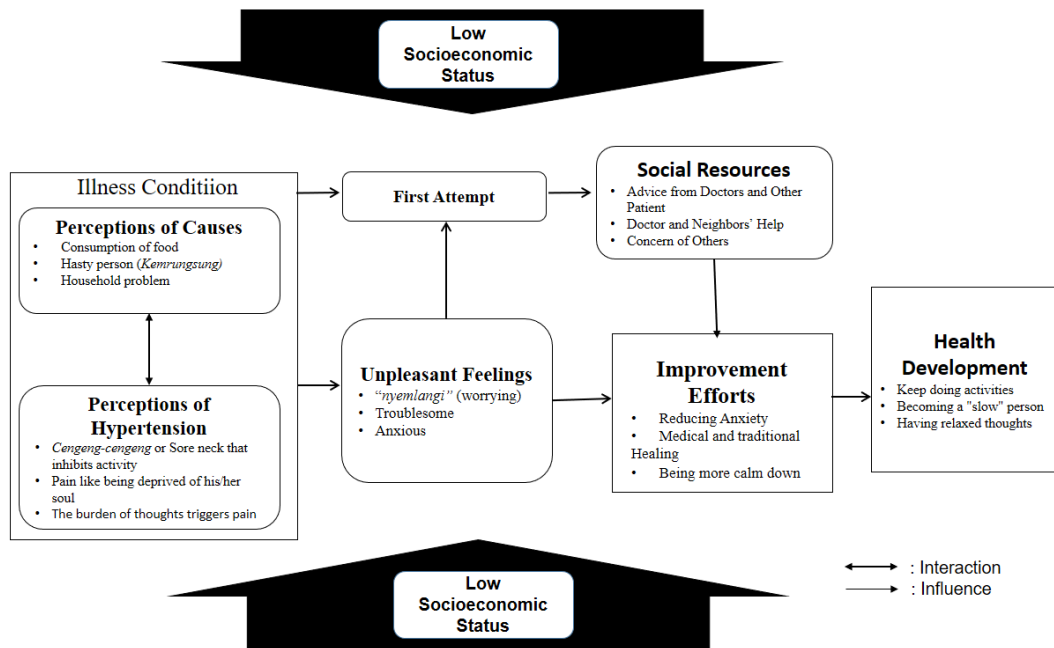 Low
Socioeconomic
Status
Illness Conditiion
Perceptions of Causes
• Consumption of food
• Hasty person (Kemrungsung)
• Household problem
Perceptions of
Hypertension
• Cengeng-cengeng or Sore neck that
inhibits activity
• Pain like being deprived of his/her
soul
• The burden of thoughts triggers pain
First Attempt
Unpleasant Feelings
• “nyemlangi” (worrying)
• Troublesome
• Anxious
Social Resources
• Advice from Doctors and Other
Patient
• Doctor and Neighbors’ Help
• Concern of Others
Improvement
Efforts
• Reducing Anxiety
• Medical and traditional
Healing
• Being more calm down
Health
Development
• Keep doing activities
• Becoming a "slow" person
• Having relaxed thoughts
Low
Socioeconomic
Status
: Interaction
: Influence